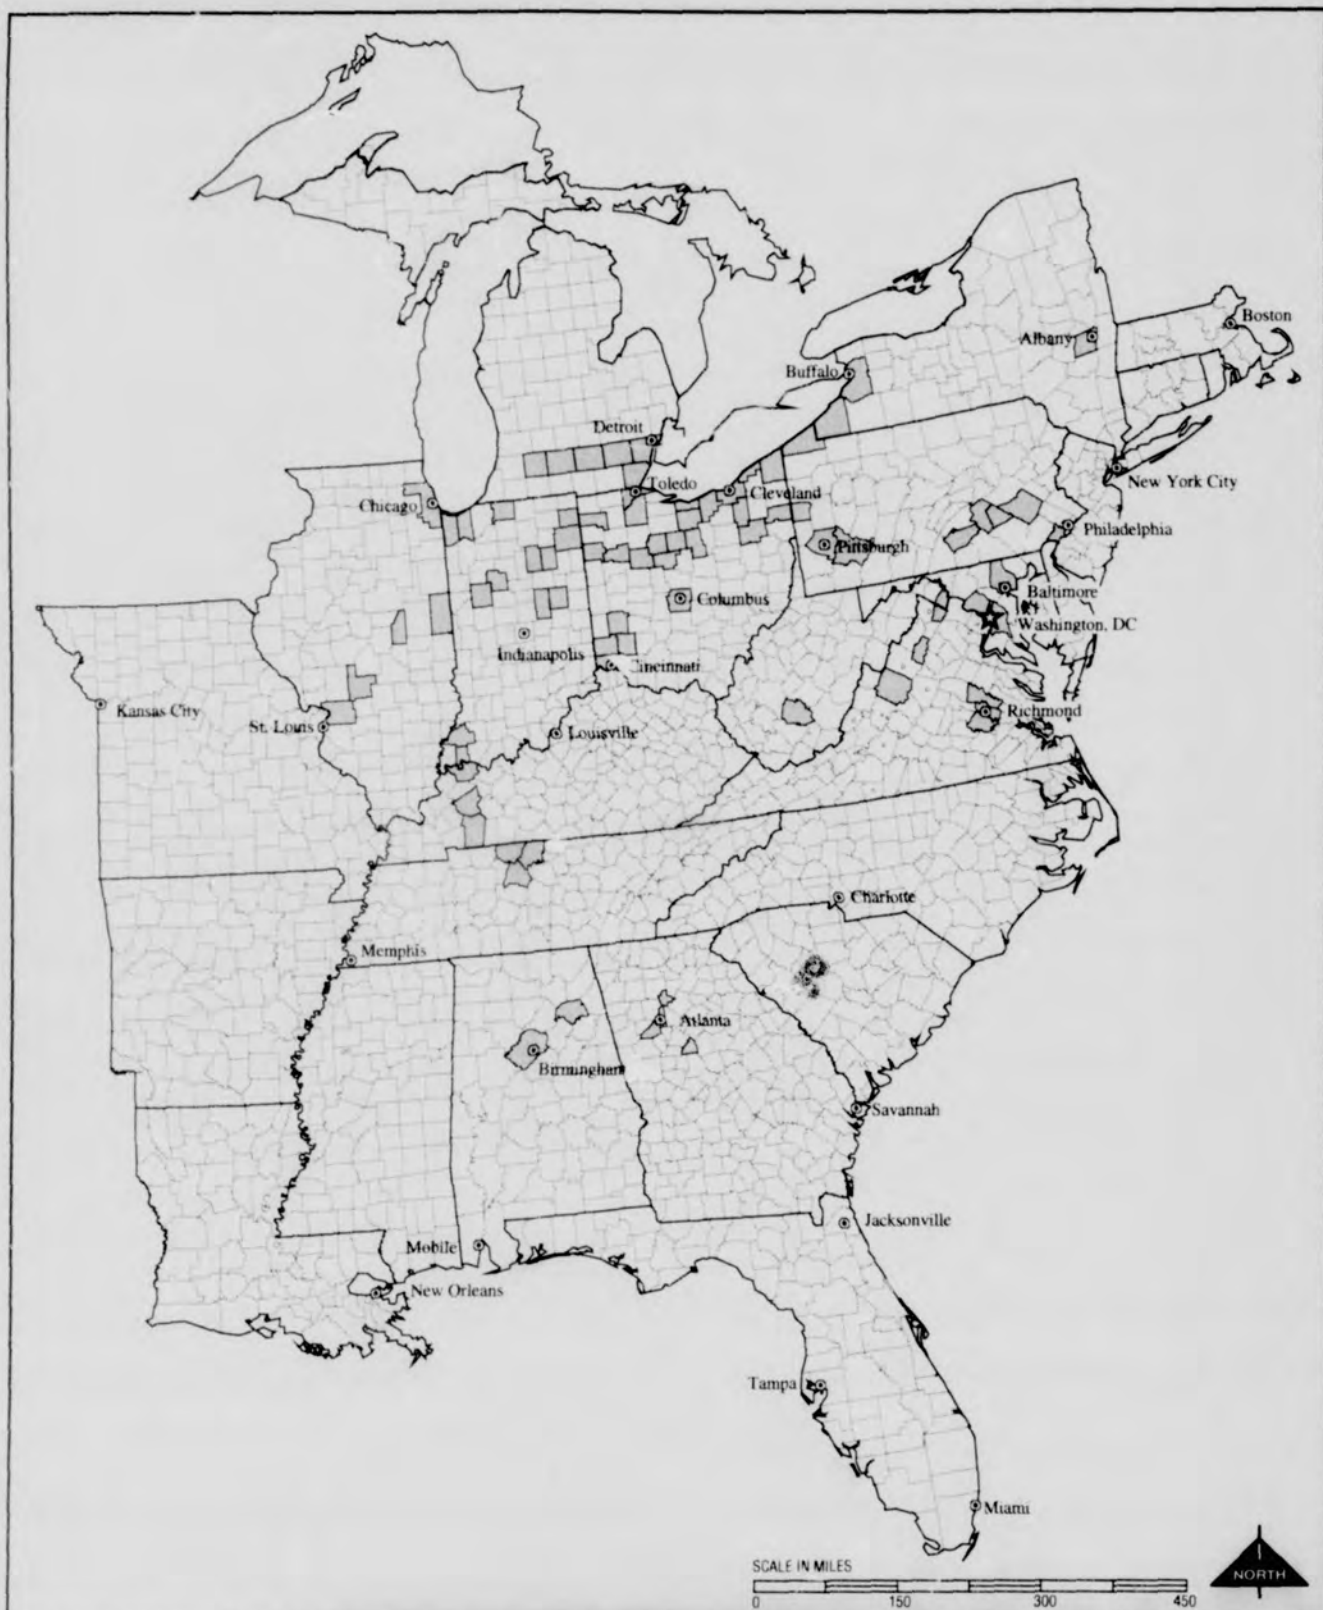 Boston
Albany
Buffalo
Detroit
Toledo
Cleveland
New York City
Chicago
Philadelphia
Pittsburgh
Columbus
Baltimore
Washington, DC
Indianapolis
Cincinnati
Kansas City
St. Louis
Louisville
Richmond
Charlotte
Memphis
Atlanta
Birmingham
Savannah
Jacksonville
Mobile
New Orleans
Tampa
Miami
SCALE IN MILES
0 150 300 450
NORTH